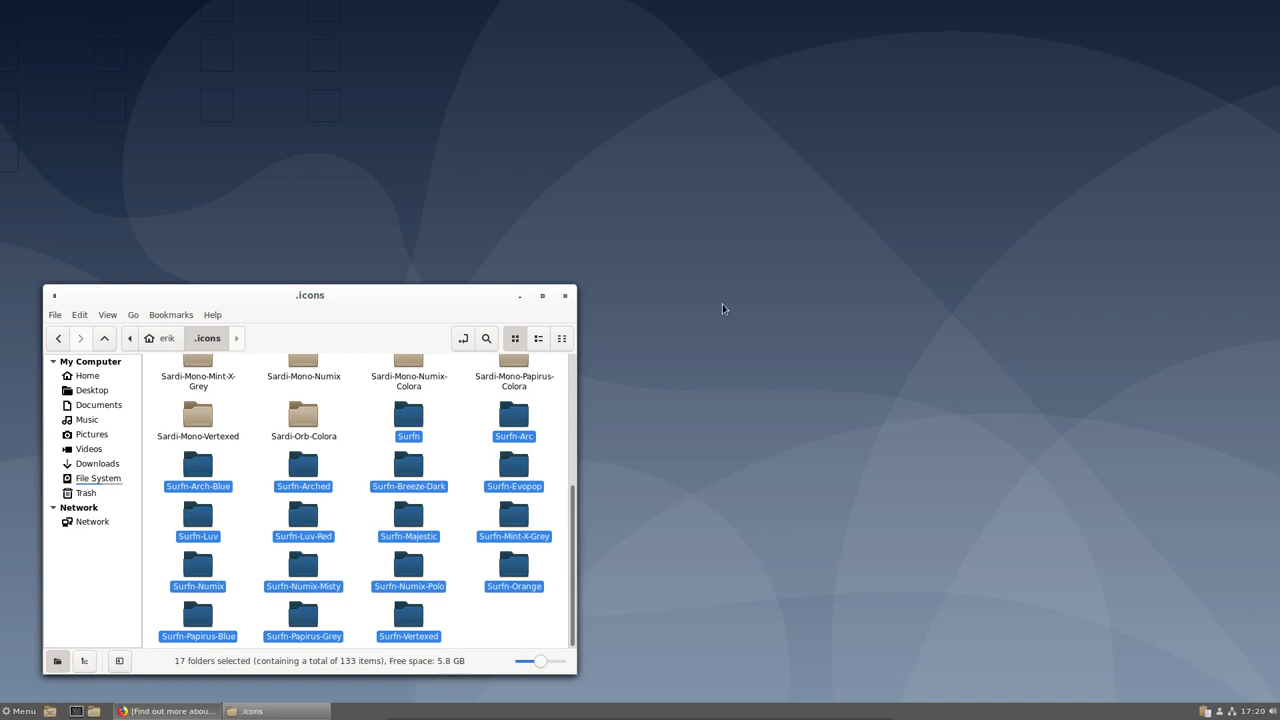 .icons
File Edit View Go Bookmarks Help
erik .icons
My Computer
Home
Desktop
Documents
Music
Pictures
Videos
Downloads
File System
Trash
Network
Network
Sardi-Mono-Mint-X-
Grey
Sardi-Mono-Numix
Sardi-Mono-Numix-
Colora
Sardi-Mono-Papirus-
Colora
Sardi-Mono-Vertexed
Sardi-Orb-Colora
Surfn
Surfn-Arc
Surfn-Arch-Blue
Surfn-Arched
Surfn-Breeze-Dark
Surfn-Evopop
Surfn-Luv
Surfn-Luv-Red
Surfn-Majestic
Surfn-Mint-X-Grey
Surfn-Numix
Surfn-Numix-Misty
Surfn-Numix-Polo
Surfn-Orange
Surfn-Papirus-Blue
Surfn-Papirus-Grey
Surfn-Vertexed
17 folders selected (containing a total of 133 items), Free space: 5.8 GB
Menu [Find out more abou... .icons 17:20